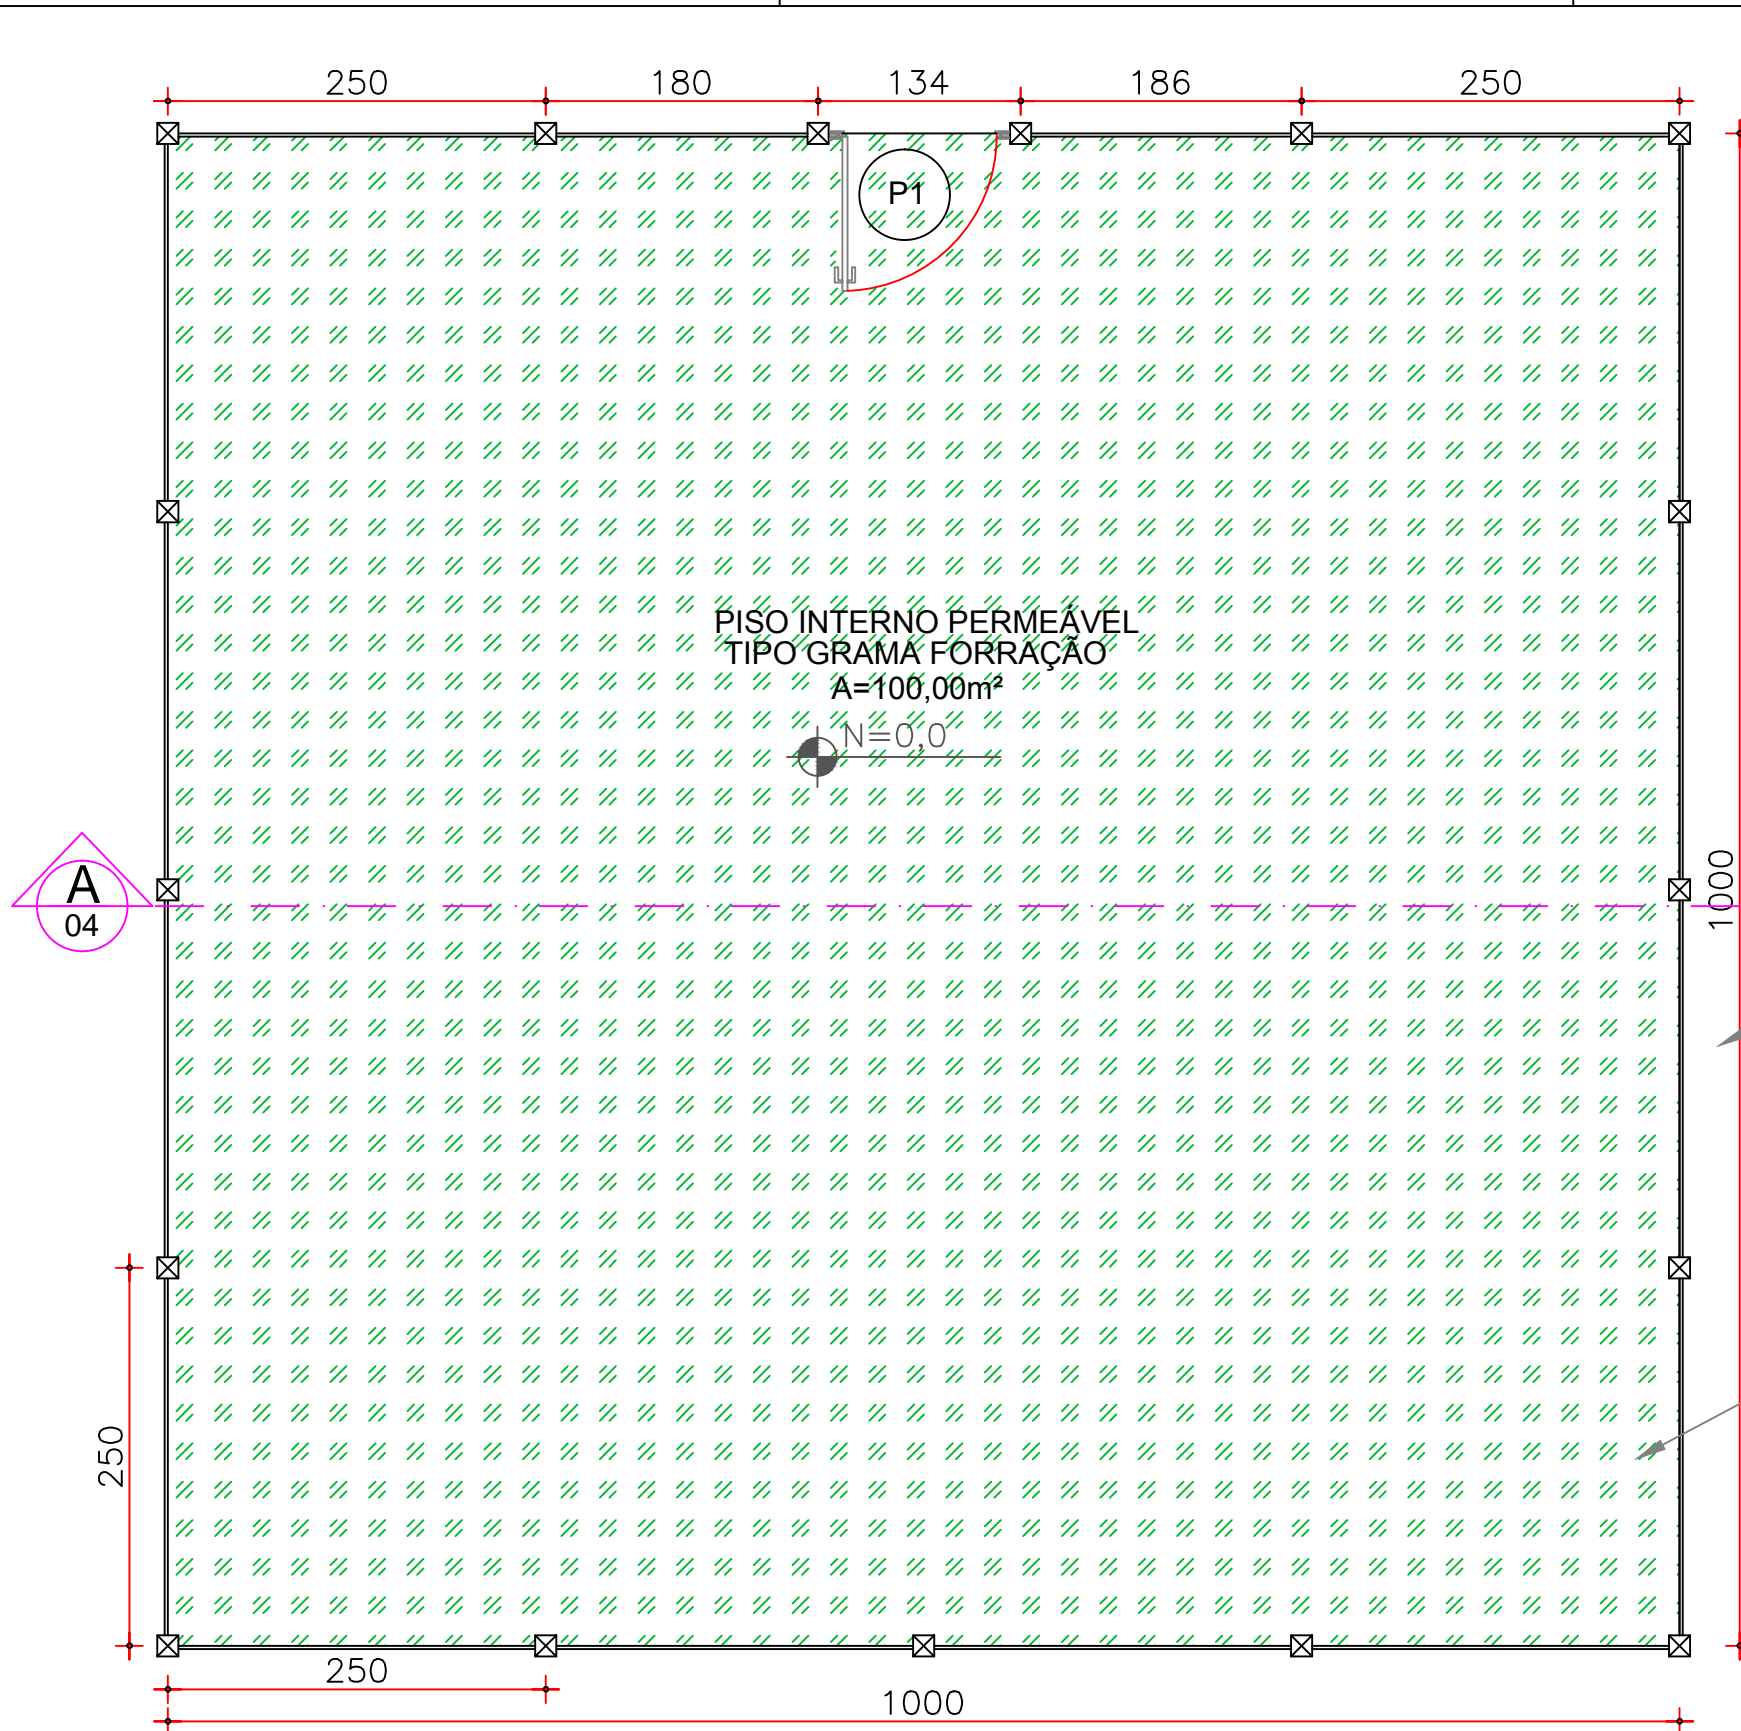 250 180 134 186 250
P1
PISO INTERNO PERMEÁVEL
TIPO GRAMA FORRAÇÃO
A=100,00m²
N=0,0
A
04
1000
250
250
1000